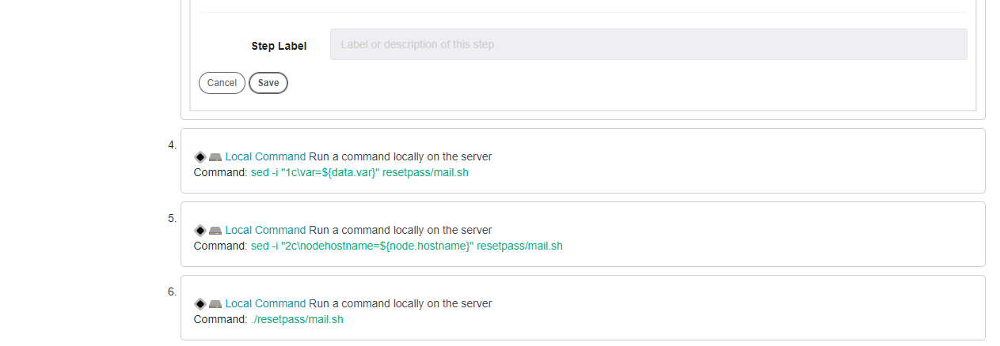 Step Label
Label or description of this step
Cancel
Save
4.
Local Command Run a command locally on the server
Command: sed -i "1c\var=${data.var}" resetpass/mail.sh
5.
Local Command Run a command locally on the server
Command: sed -i "2c\nodehostname=${node.hostname}" resetpass/mail.sh
6.
Local Command Run a command locally on the server
Command: ./resetpass/mail.sh